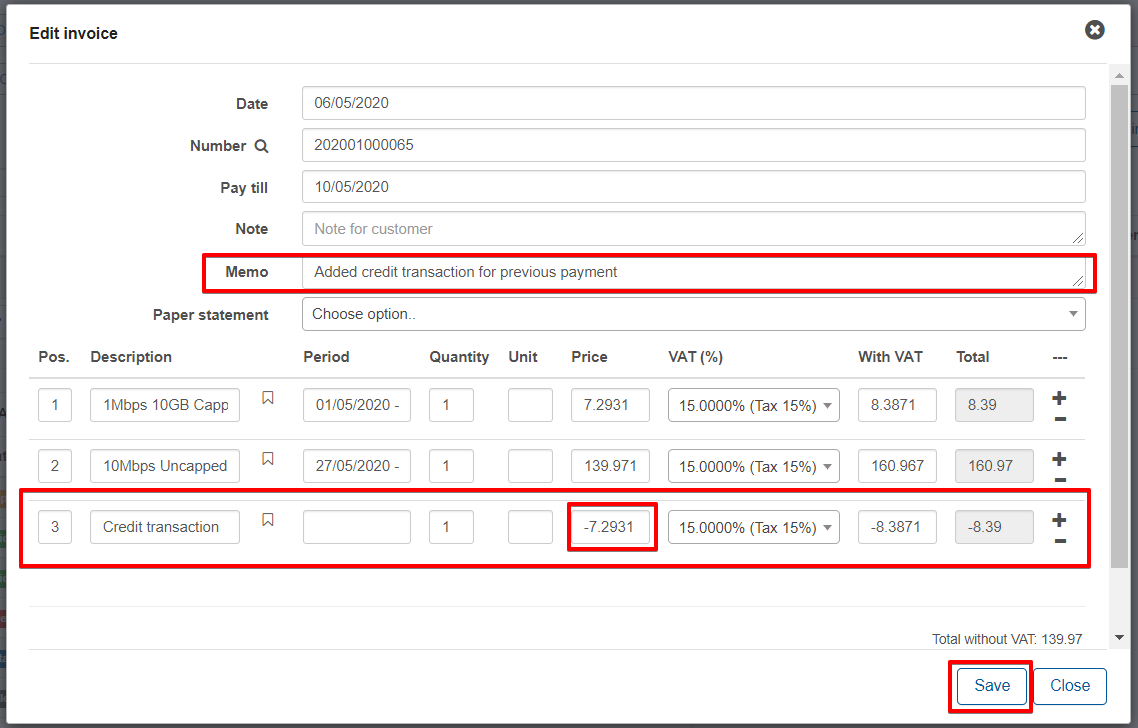 Edit invoice
Date 06/05/2020
Number 202001000065
Pay till 10/05/2020
Note Note for customer
Memo Added credit transaction for previous payment
Paper statement Choose option..
Pos. Description Period Quantity Unit Price VAT (%) With VAT Total ---
1 1Mbps 10GB Capp 01/05/2020 - 1 7.2931 15.0000% (Tax 15%) 8.3871 8.39
2 10Mbps Uncapped 27/05/2020 - 1 139.971 15.0000% (Tax 15%) 160.967 160.97
3 Credit transaction 1 -7.2931 15.0000% (Tax 15%) -8.3871 -8.39
Total without VAT: 139.97
Save Close